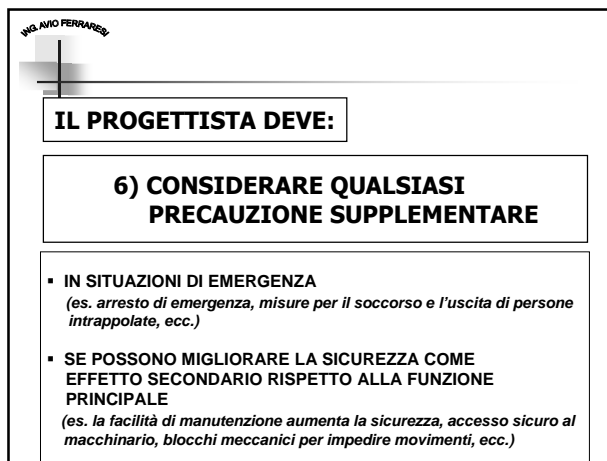 ING. AVIO FERRARESI
IL PROGETTISTA DEVE:
6) CONSIDERARE QUALSIASI
PRECAUZIONE SUPPLEMENTARE
▪ IN SITUAZIONI DI EMERGENZA
(es. arresto di emergenza, misure per il soccorso e l'uscita di persone
intrappolate, ecc.)
▪ SE POSSONO MIGLIORARE LA SICUREZZA COME
EFFETTO SECONDARIO RISPETTO ALLA FUNZIONE
PRINCIPALE
(es. la facilità di manutenzione aumenta la sicurezza, accesso sicuro al
macchinario, blocchi meccanici per impedire movimenti, ecc.)